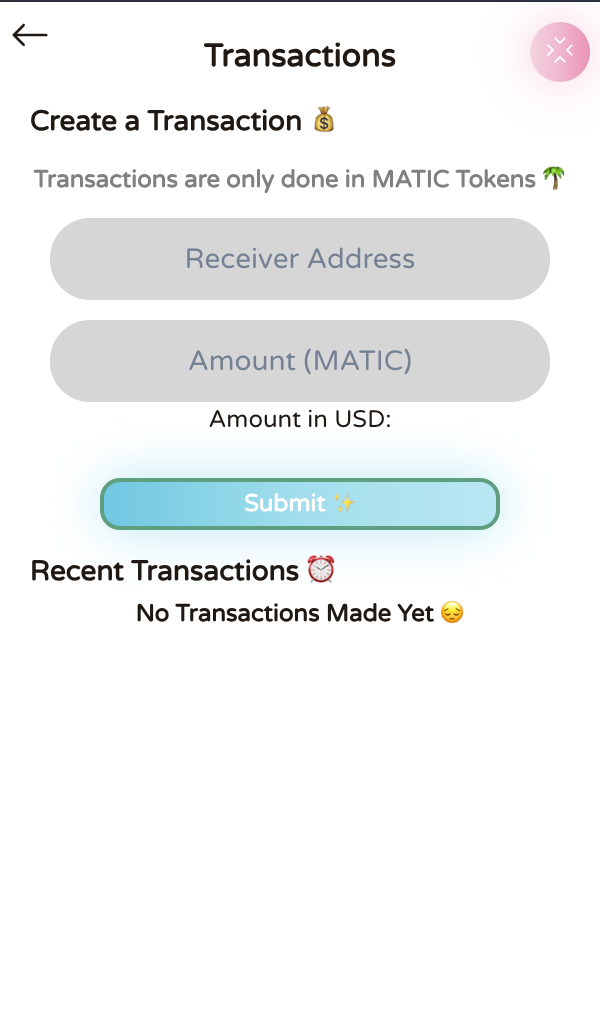 Transactions
Create a Transaction 💰
Transactions are only done in MATIC Tokens 🌴
Receiver Address
Amount (MATIC)
Amount in USD:
Submit ✨
Recent Transactions ⏰
No Transactions Made Yet 😔